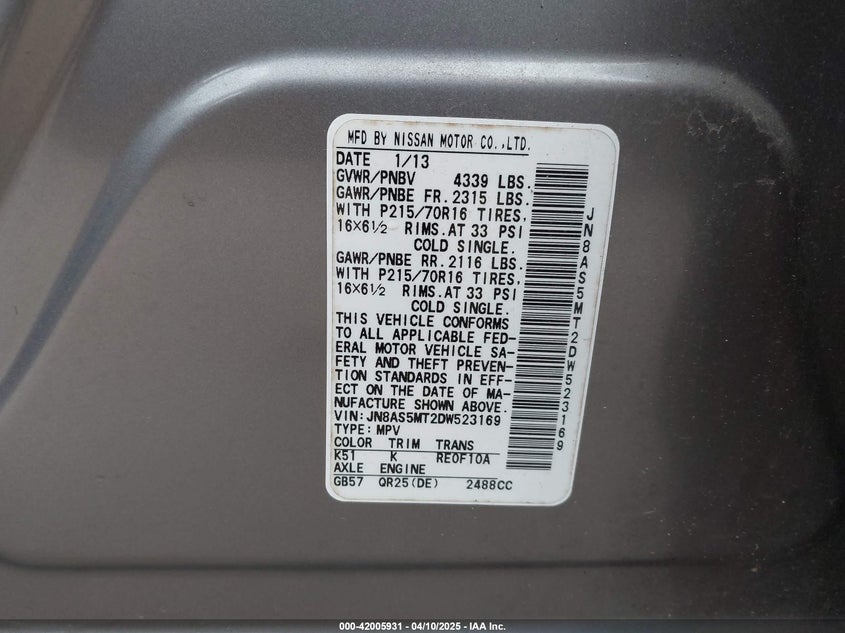 MFD BY NISSAN MOTOR CO.,LTD.
DATE 1/13
GVWR/PNBV 4339 LBS.
GAWR/PNBE FR.2315 LBS.
WITH P215/70R16 TIRES,
16×6½ RIMS.AT 33 PSI
COLD SINGLE.
GAWR/PNBE RR.2116 LBS.
WITH P215/70R16 TIRES,
16×6½ RIMS.AT 33 PSI
COLD SINGLE.
THIS VEHICLE CONFORMS
TO ALL APPLICABLE FED-
ERAL MOTOR VEHICLE SA-
FETY AND THEFT PREVEN-
TION STANDARDS IN EFF-
ECT ON THE DATE OF MA-
NUFACTURE SHOWN ABOVE.
VIN:JN8AS5MT2DW523169
TYPE:MPV
COLOR TRIM TRANS
K51 K RE0F10A
AXLE ENGINE
GB57 QR25(DE) 2488CC
JN8AS5MT2DW523169
000-42005931 - 04/10/2025 - IAA Inc.